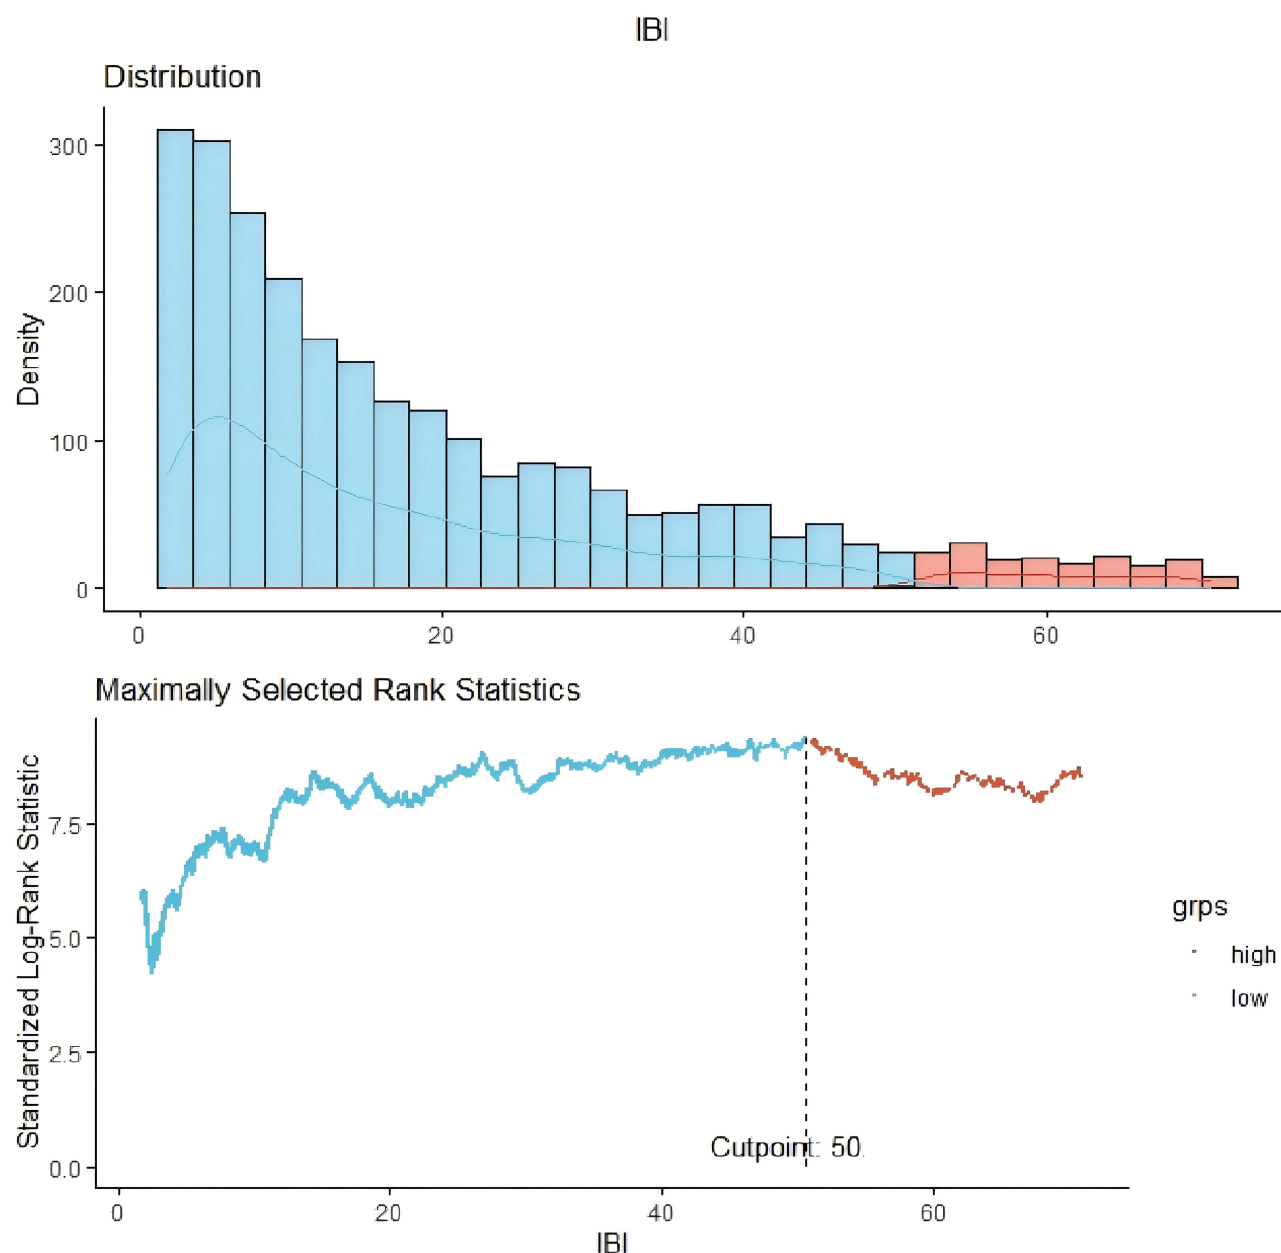 IBI
Distribution
Density
300
200
100
0
0 20 40 60
Maximally Selected Rank Statistics
Standardized Log-Rank Statistic
7.5
5.0
2.5
0.0
Cutpoint: 50.
grps
high
low
0 20 40 60
IBI